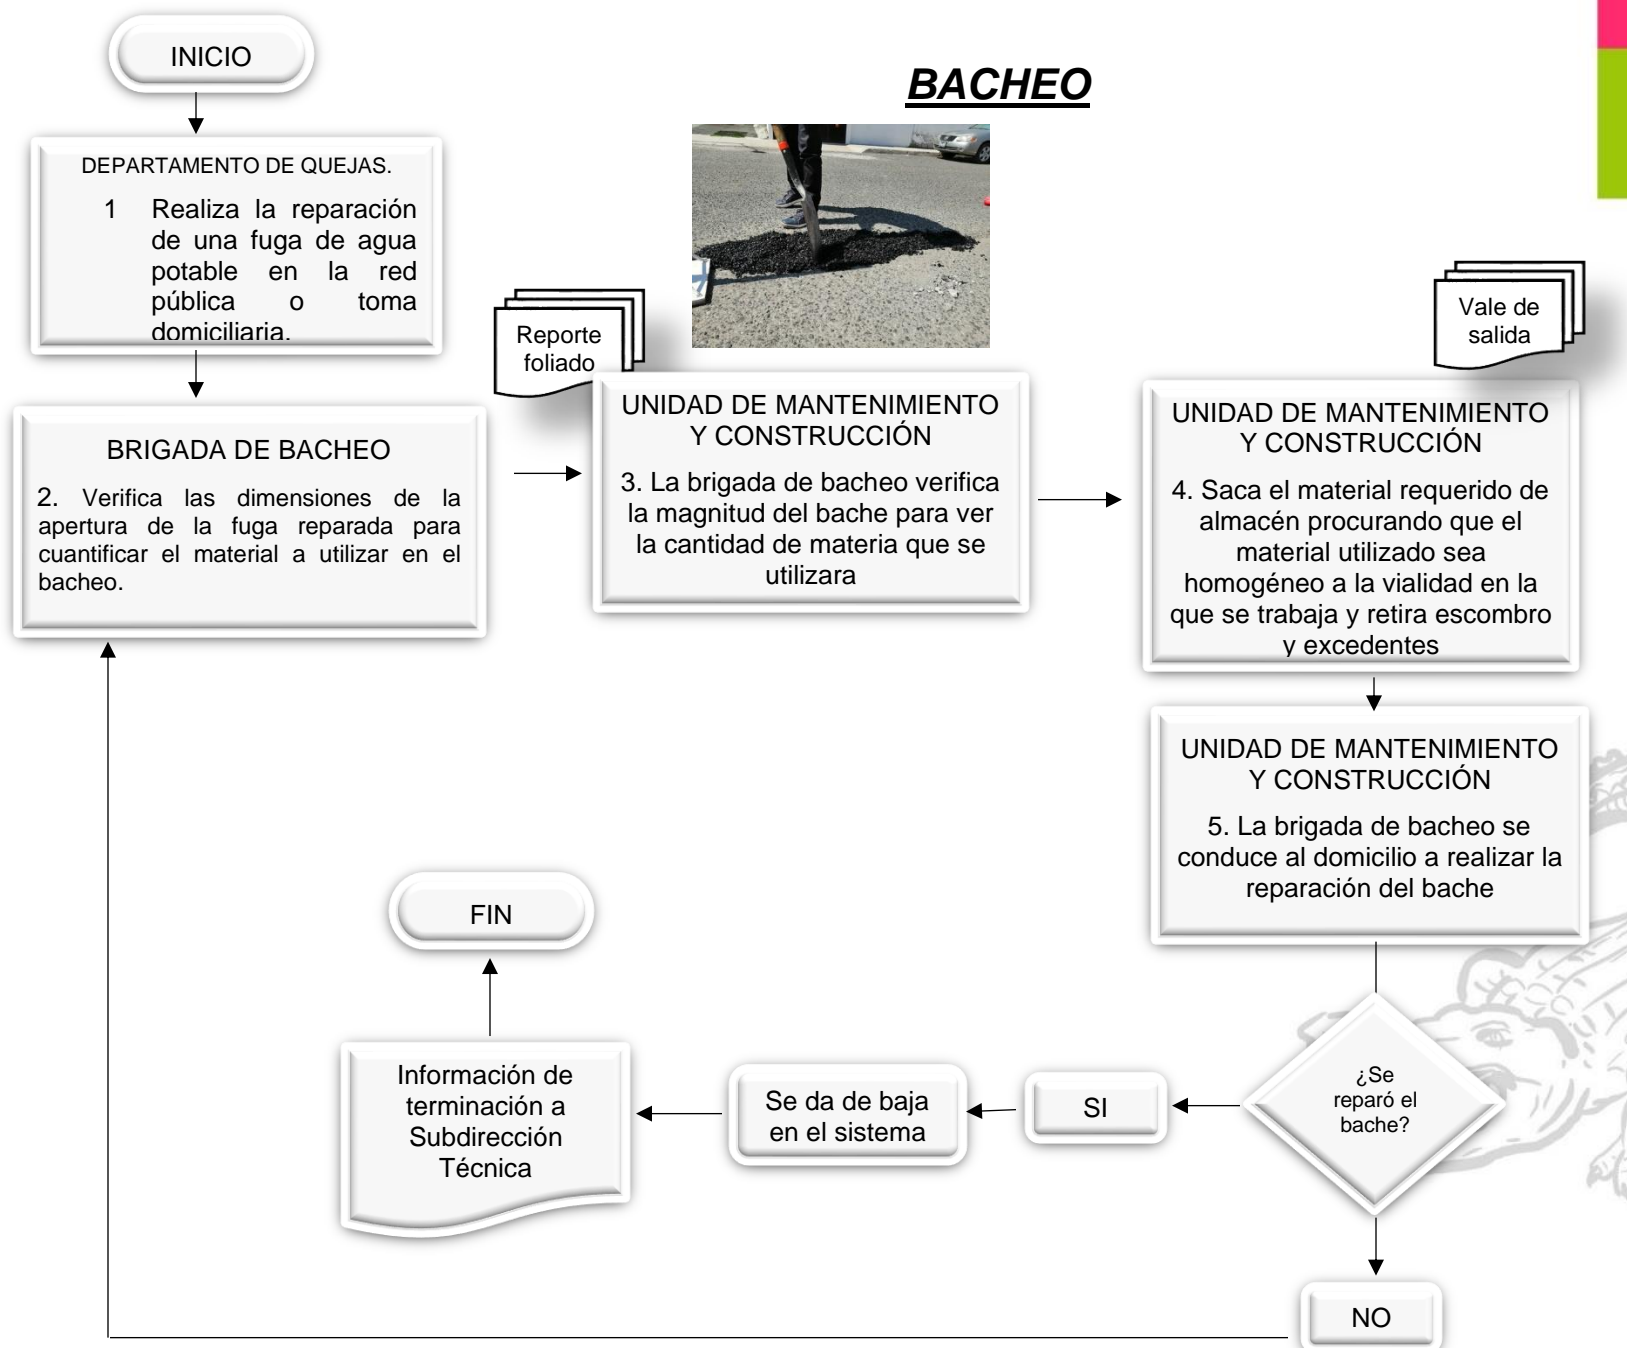 INICIO
BACHEO
DEPARTAMENTO DE QUEJAS.
1 Realiza la reparación
de una fuga de agua
potable en la red
pública o toma
domiciliaria.
BRIGADA DE BACHEO
2. Verifica las dimensiones de la
apertura de la fuga reparada para
cuantificar el material a utilizar en el
bacheo.
Reporte
foliado
UNIDAD DE MANTENIMIENTO
Y CONSTRUCCIÓN
3. La brigada de bacheo verifica
la magnitud del bache para ver
la cantidad de materia que se
utilizara
Vale de
salida
UNIDAD DE MANTENIMIENTO
Y CONSTRUCCIÓN
4. Saca el material requerido de
almacén procurando que el
material utilizado sea
homogéneo a la vialidad en la
que se trabaja y retira escombro
y excedentes
UNIDAD DE MANTENIMIENTO
Y CONSTRUCCIÓN
5. La brigada de bacheo se
conduce al domicilio a realizar la
reparación del bache
¿Se
reparó el
bache?
SI
Se da de baja
en el sistema
Información de
terminación a
Subdirección
Técnica
FIN
NO